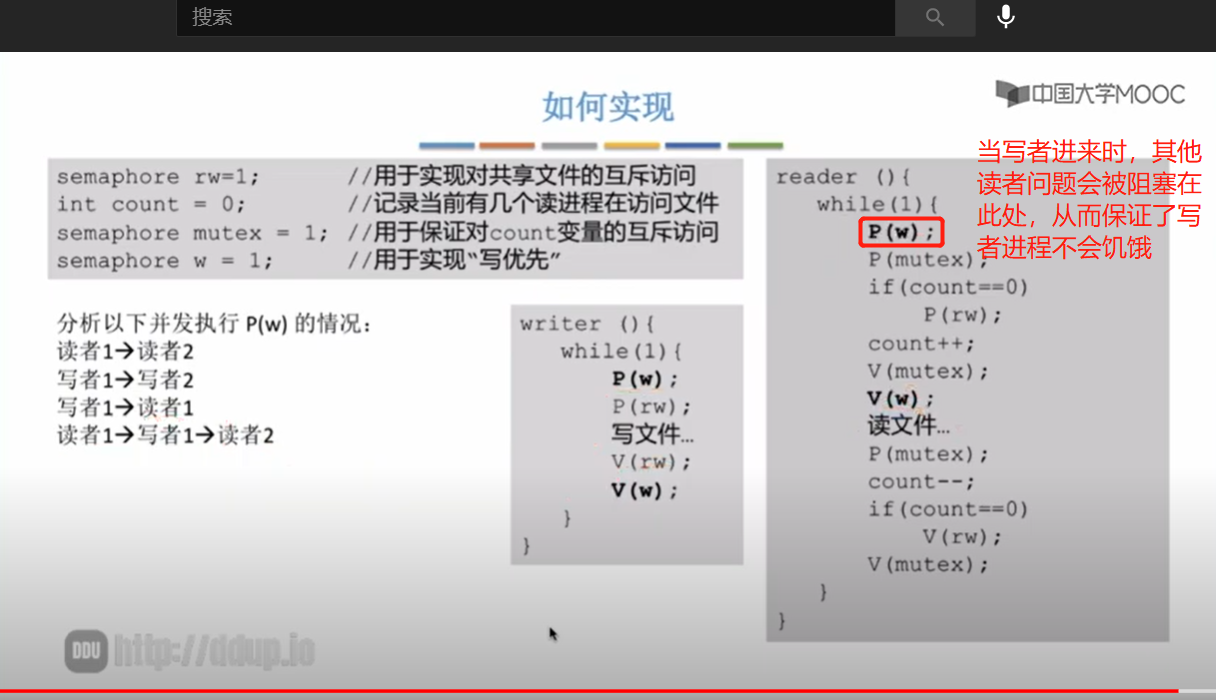 搜索
中国大学MOOC
如何实现
semaphore rw=1; //用于实现对共享文件的互斥访问
int count = 0; //记录当前有几个读进程在访问文件
semaphore mutex = 1; //用于保证对count变量的互斥访问
semaphore w = 1; //用于实现“写优先”
分析以下并发执行 P(w) 的情况：
读者1→读者2
写者1→写者2
写者1→读者1
读者1→写者1→读者2
writer (){
while(1){
P(w);
P(rw);
写文件…
V(rw);
V(w);
}
}
reader (){
while(1){
P(w);
P(mutex);
if(count==0)
P(rw);
count++;
V(mutex);
V(w);
读文件…
P(mutex);
count--;
if(count==0)
V(rw);
V(mutex);
}
}
当写者进来时，其他
读者问题会被阻塞在
此处，从而保证了写
者进程不会饥饿
DDU http://ddup.io